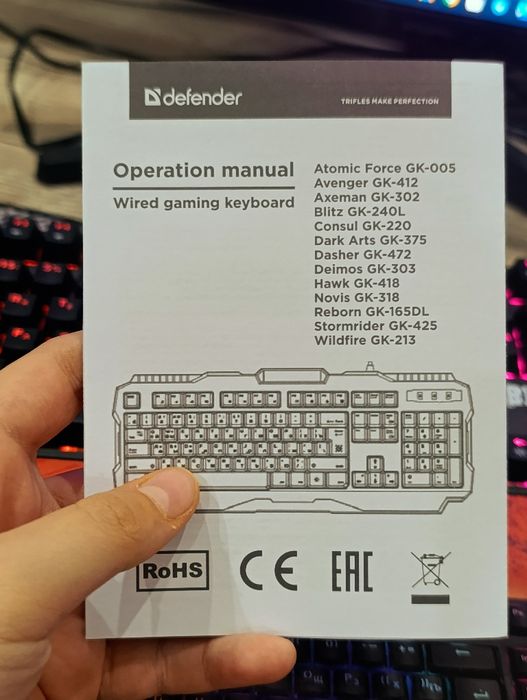 defender
TRIFLES MAKE PERFECTION
Operation manual
Wired gaming keyboard
Atomic Force GK-005
Avenger GK-412
Axeman GK-302
Blitz GK-240L
Consul GK-220
Dark Arts GK-375
Dasher GK-472
Deimos GK-303
Hawk GK-418
Novis GK-318
Reborn GK-165DL
Stormrider GK-425
Wildfire GK-213
RoHS
CE
EAC